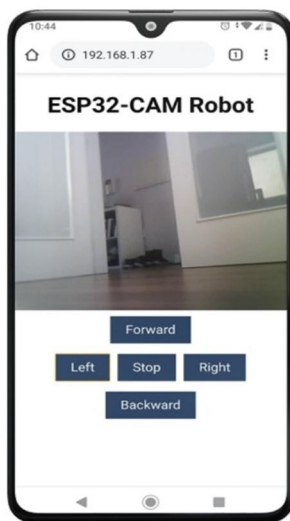 10:44
192.168.1.87
1
ESP32-CAM Robot
Forward
Left Stop Right
Backward